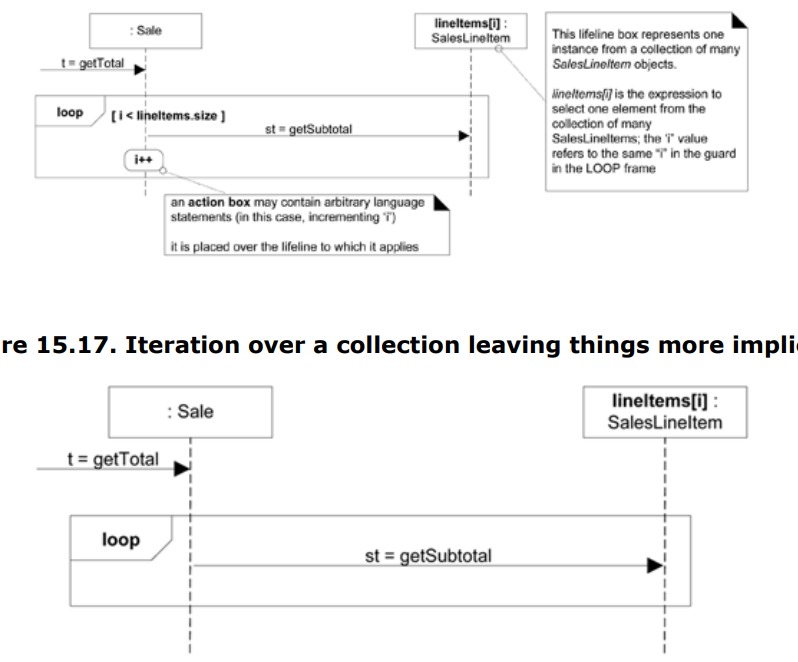 : Sale
lineItems[i] :
SalesLineItem
This lifeline box represents one
instance from a collection of many
SalesLineItem objects.
lineItems[i] is the expression to
select one element from the
collection of many
SalesLineItems; the 'i" value
refers to the same "i" in the guard
in the LOOP frame
t = getTotal
loop
[ i < lineItems.size ]
st = getSubtotal
i++
an action box may contain arbitrary language
statements (in this case, incrementing 'i')
it is placed over the lifeline to which it applies
re 15.17. Iteration over a collection leaving things more implic
: Sale
lineItems[i] :
SalesLineItem
t = getTotal
loop
st = getSubtotal